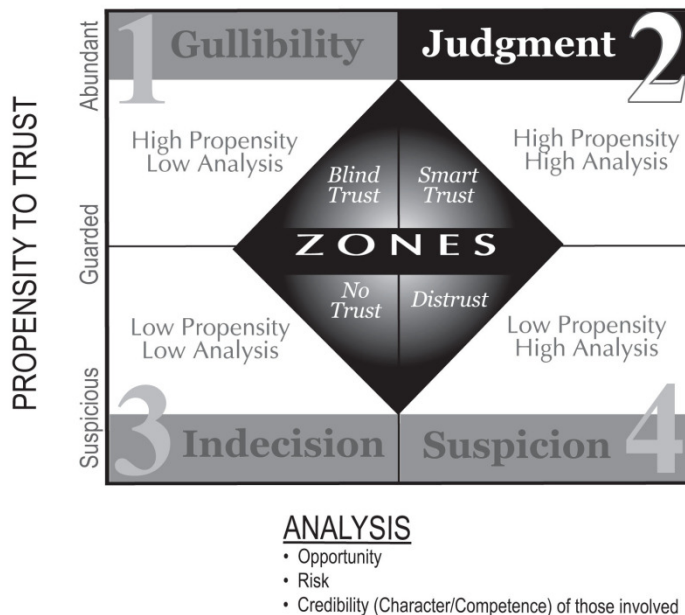 PROPENSITY TO TRUST
Abundant
Guarded
Suspicious
1 Gullibility
Judgment 2
High Propensity
Low Analysis
High Propensity
High Analysis
Blind
Trust
Smart
Trust
ZONES
No
Trust
Distrust
Low Propensity
Low Analysis
Low Propensity
High Analysis
3 Indecision
Suspicion 4
ANALYSIS
• Opportunity
• Risk
• Credibility (Character/Competence) of those involved